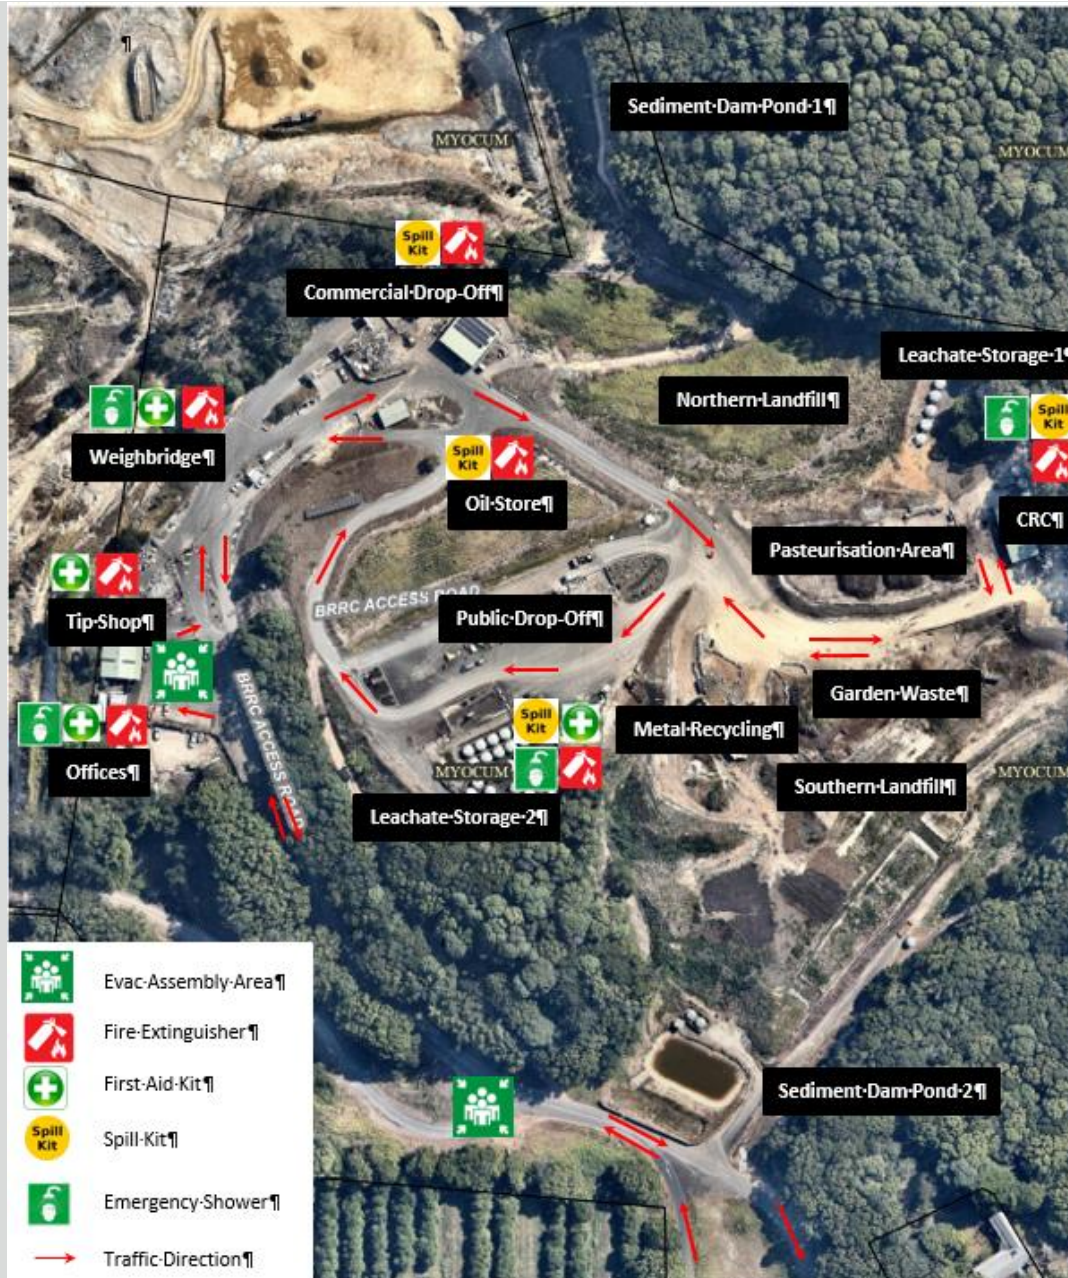 ¶
Sediment·Dam·Pond·1¶
MYOCUM
MYOCUM
Spill
Kit
Commercial·Drop-Off¶
Leachate·Storage·1¶
Northern·Landfill¶
Spill
Kit
Weighbridge¶
Spill
Kit
Oil·Store¶
CRC¶
Pasteurisation·Area¶
Tip·Shop¶
BRRC ACCESS ROAD
Public·Drop-Off¶
BRRC ACCESS ROAD
Garden·Waste¶
Spill
Kit
Metal·Recycling¶
Offices¶
MYOCUM
MYOCUM
Southern·Landfill¶
Leachate·Storage·2¶
Evac·Assembly·Area¶
Fire·Extinguisher¶
First·Aid·Kit¶
Sediment·Dam·Pond·2¶
Spill
Kit
Spill·Kit¶
Emergency·Shower¶
Traffic·Direction¶